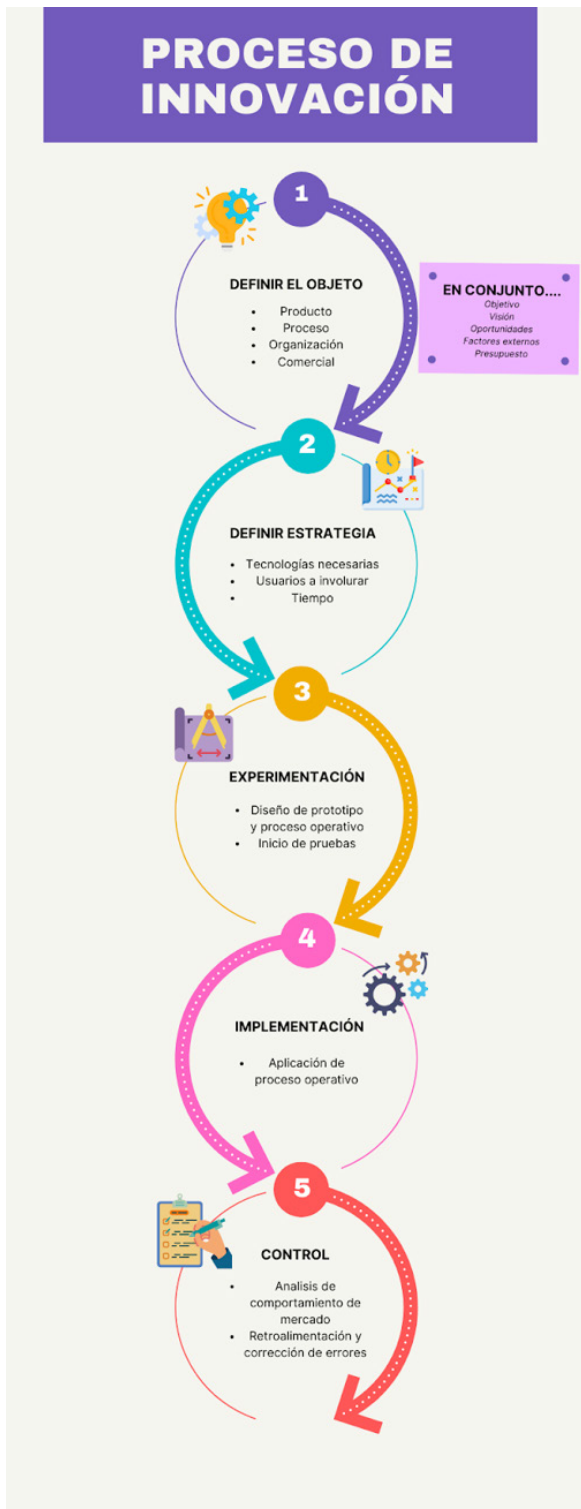 PROCESO DE
INNOVACIÓN
1
DEFINIR EL OBJETO
• Producto
• Proceso
• Organización
• Comercial
EN CONJUNTO....
Objetivo
Visión
Oportunidades
Factores externos
Presupuesto
2
DEFINIR ESTRATEGIA
• Tecnologías necesarias
• Usuarios a involurar
• Tiempo
3
EXPERIMENTACIÓN
• Diseño de prototipo
y proceso operativo
• Inicio de pruebas
4
IMPLEMENTACIÓN
• Aplicación de
proceso operativo
5
CONTROL
• Analisis de
comportamiento de
mercado
• Retroalimentación y
corrección de errores